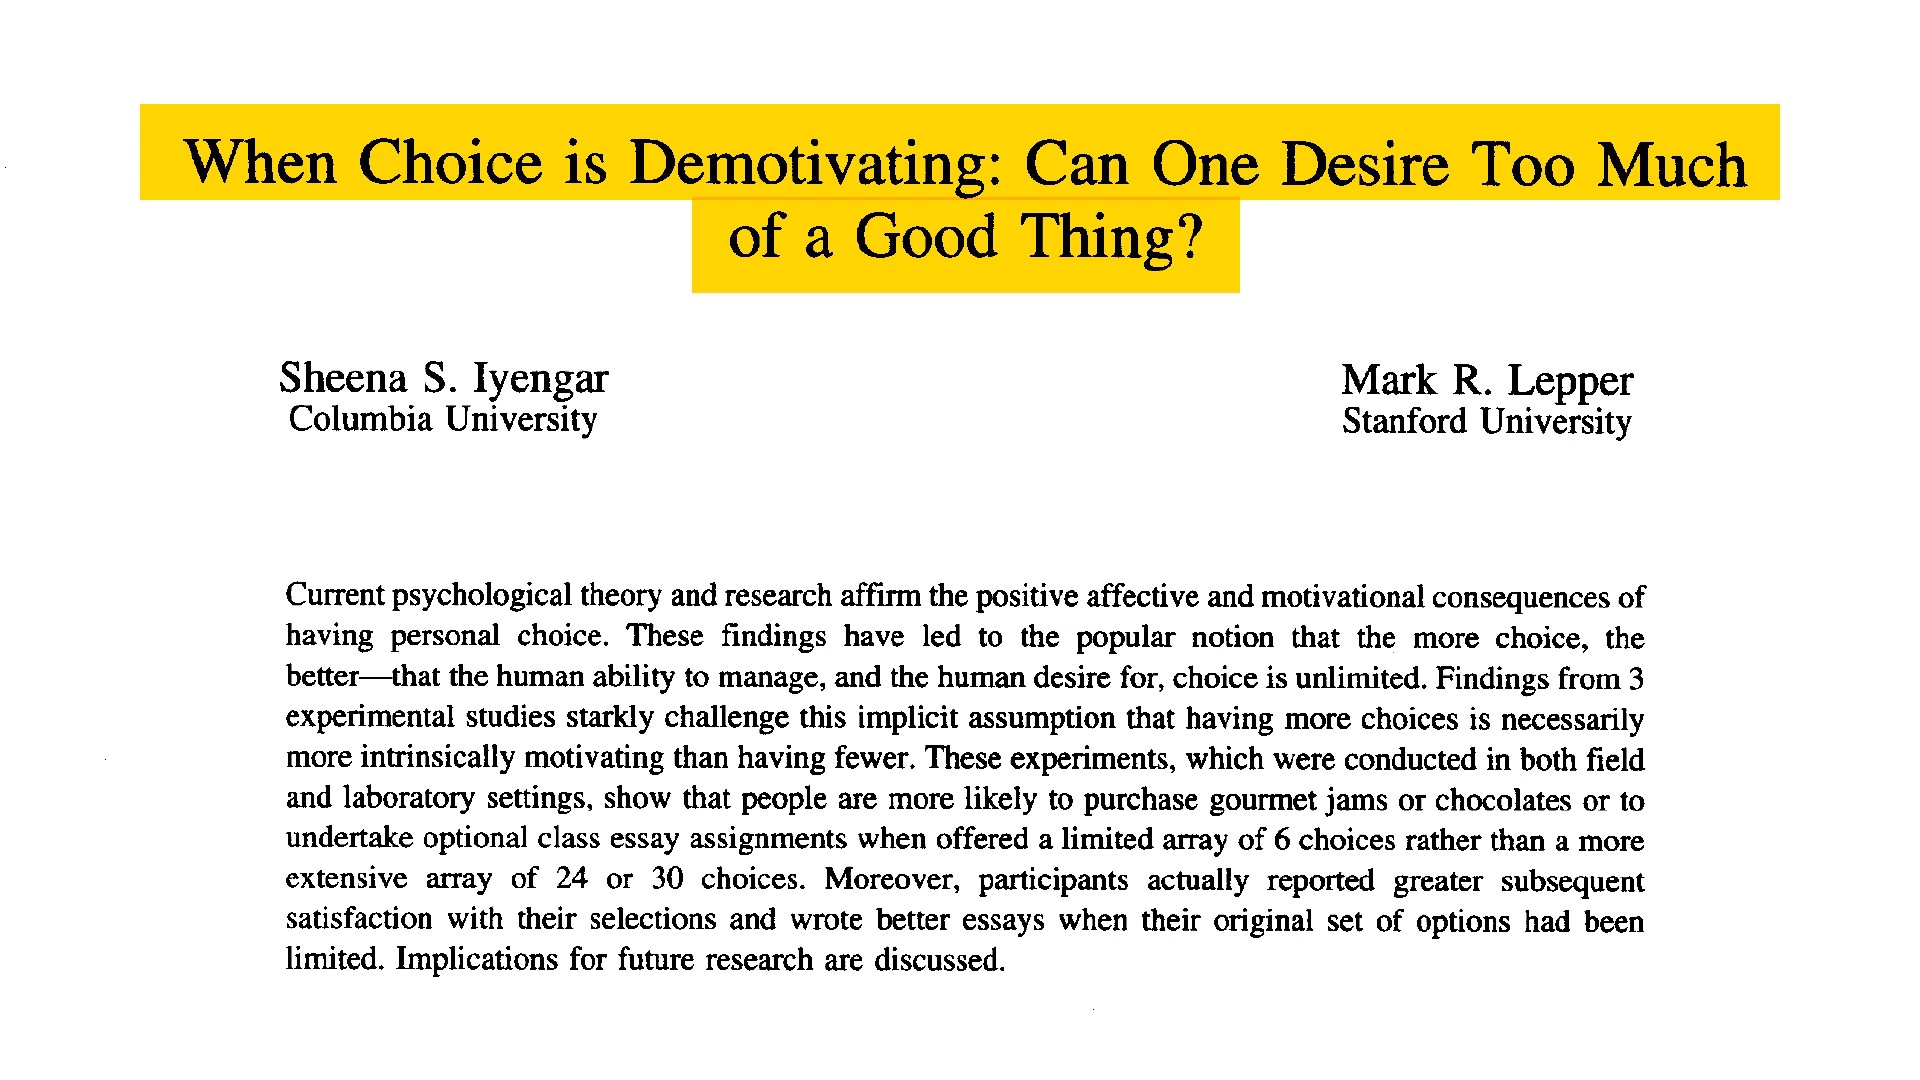 When Choice is Demotivating: Can One Desire Too Much
of a Good Thing?
Sheena S. Iyengar
Columbia University
Mark R. Lepper
Stanford University
Current psychological theory and research affirm the positive affective and motivational consequences of
having personal choice. These findings have led to the popular notion that the more choice, the
better—that the human ability to manage, and the human desire for, choice is unlimited. Findings from 3
experimental studies starkly challenge this implicit assumption that having more choices is necessarily
more intrinsically motivating than having fewer. These experiments, which were conducted in both field
and laboratory settings, show that people are more likely to purchase gourmet jams or chocolates or to
undertake optional class essay assignments when offered a limited array of 6 choices rather than a more
extensive array of 24 or 30 choices. Moreover, participants actually reported greater subsequent
satisfaction with their selections and wrote better essays when their original set of options had been
limited. Implications for future research are discussed.